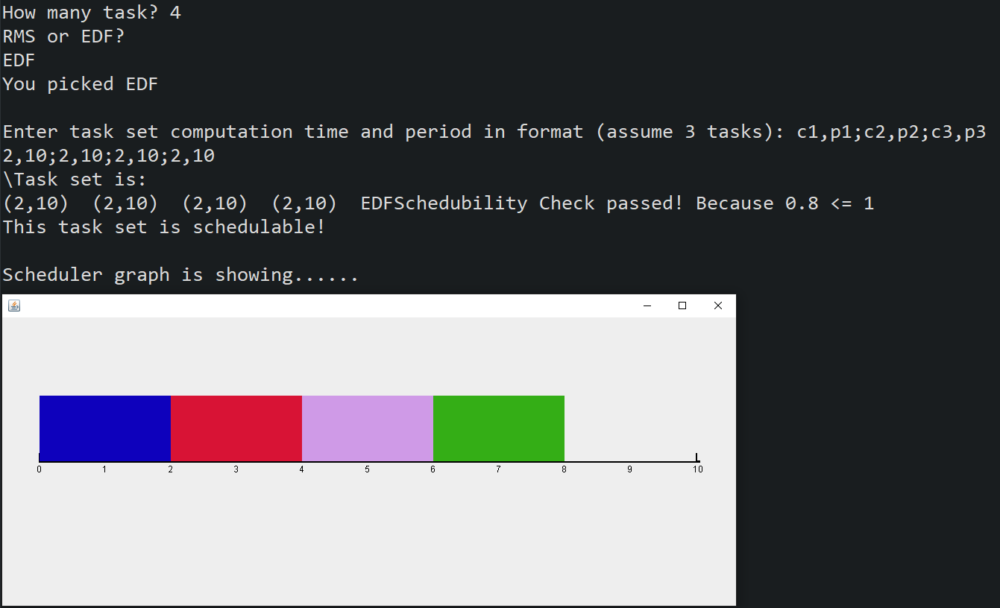 How many task? 4
RMS or EDF?
EDF
You picked EDF
Enter task set computation time and period in format (assume 3 tasks): c1,p1;c2,p2;c3,p3
2,10;2,10;2,10;2,10
\Task set is:
(2,10)  (2,10)  (2,10)  (2,10)  EDFSchedubility Check passed! Because 0.8 <= 1
This task set is schedulable!
Scheduler graph is showing......
0 1 2 3 4 5 6 7 8 9 10